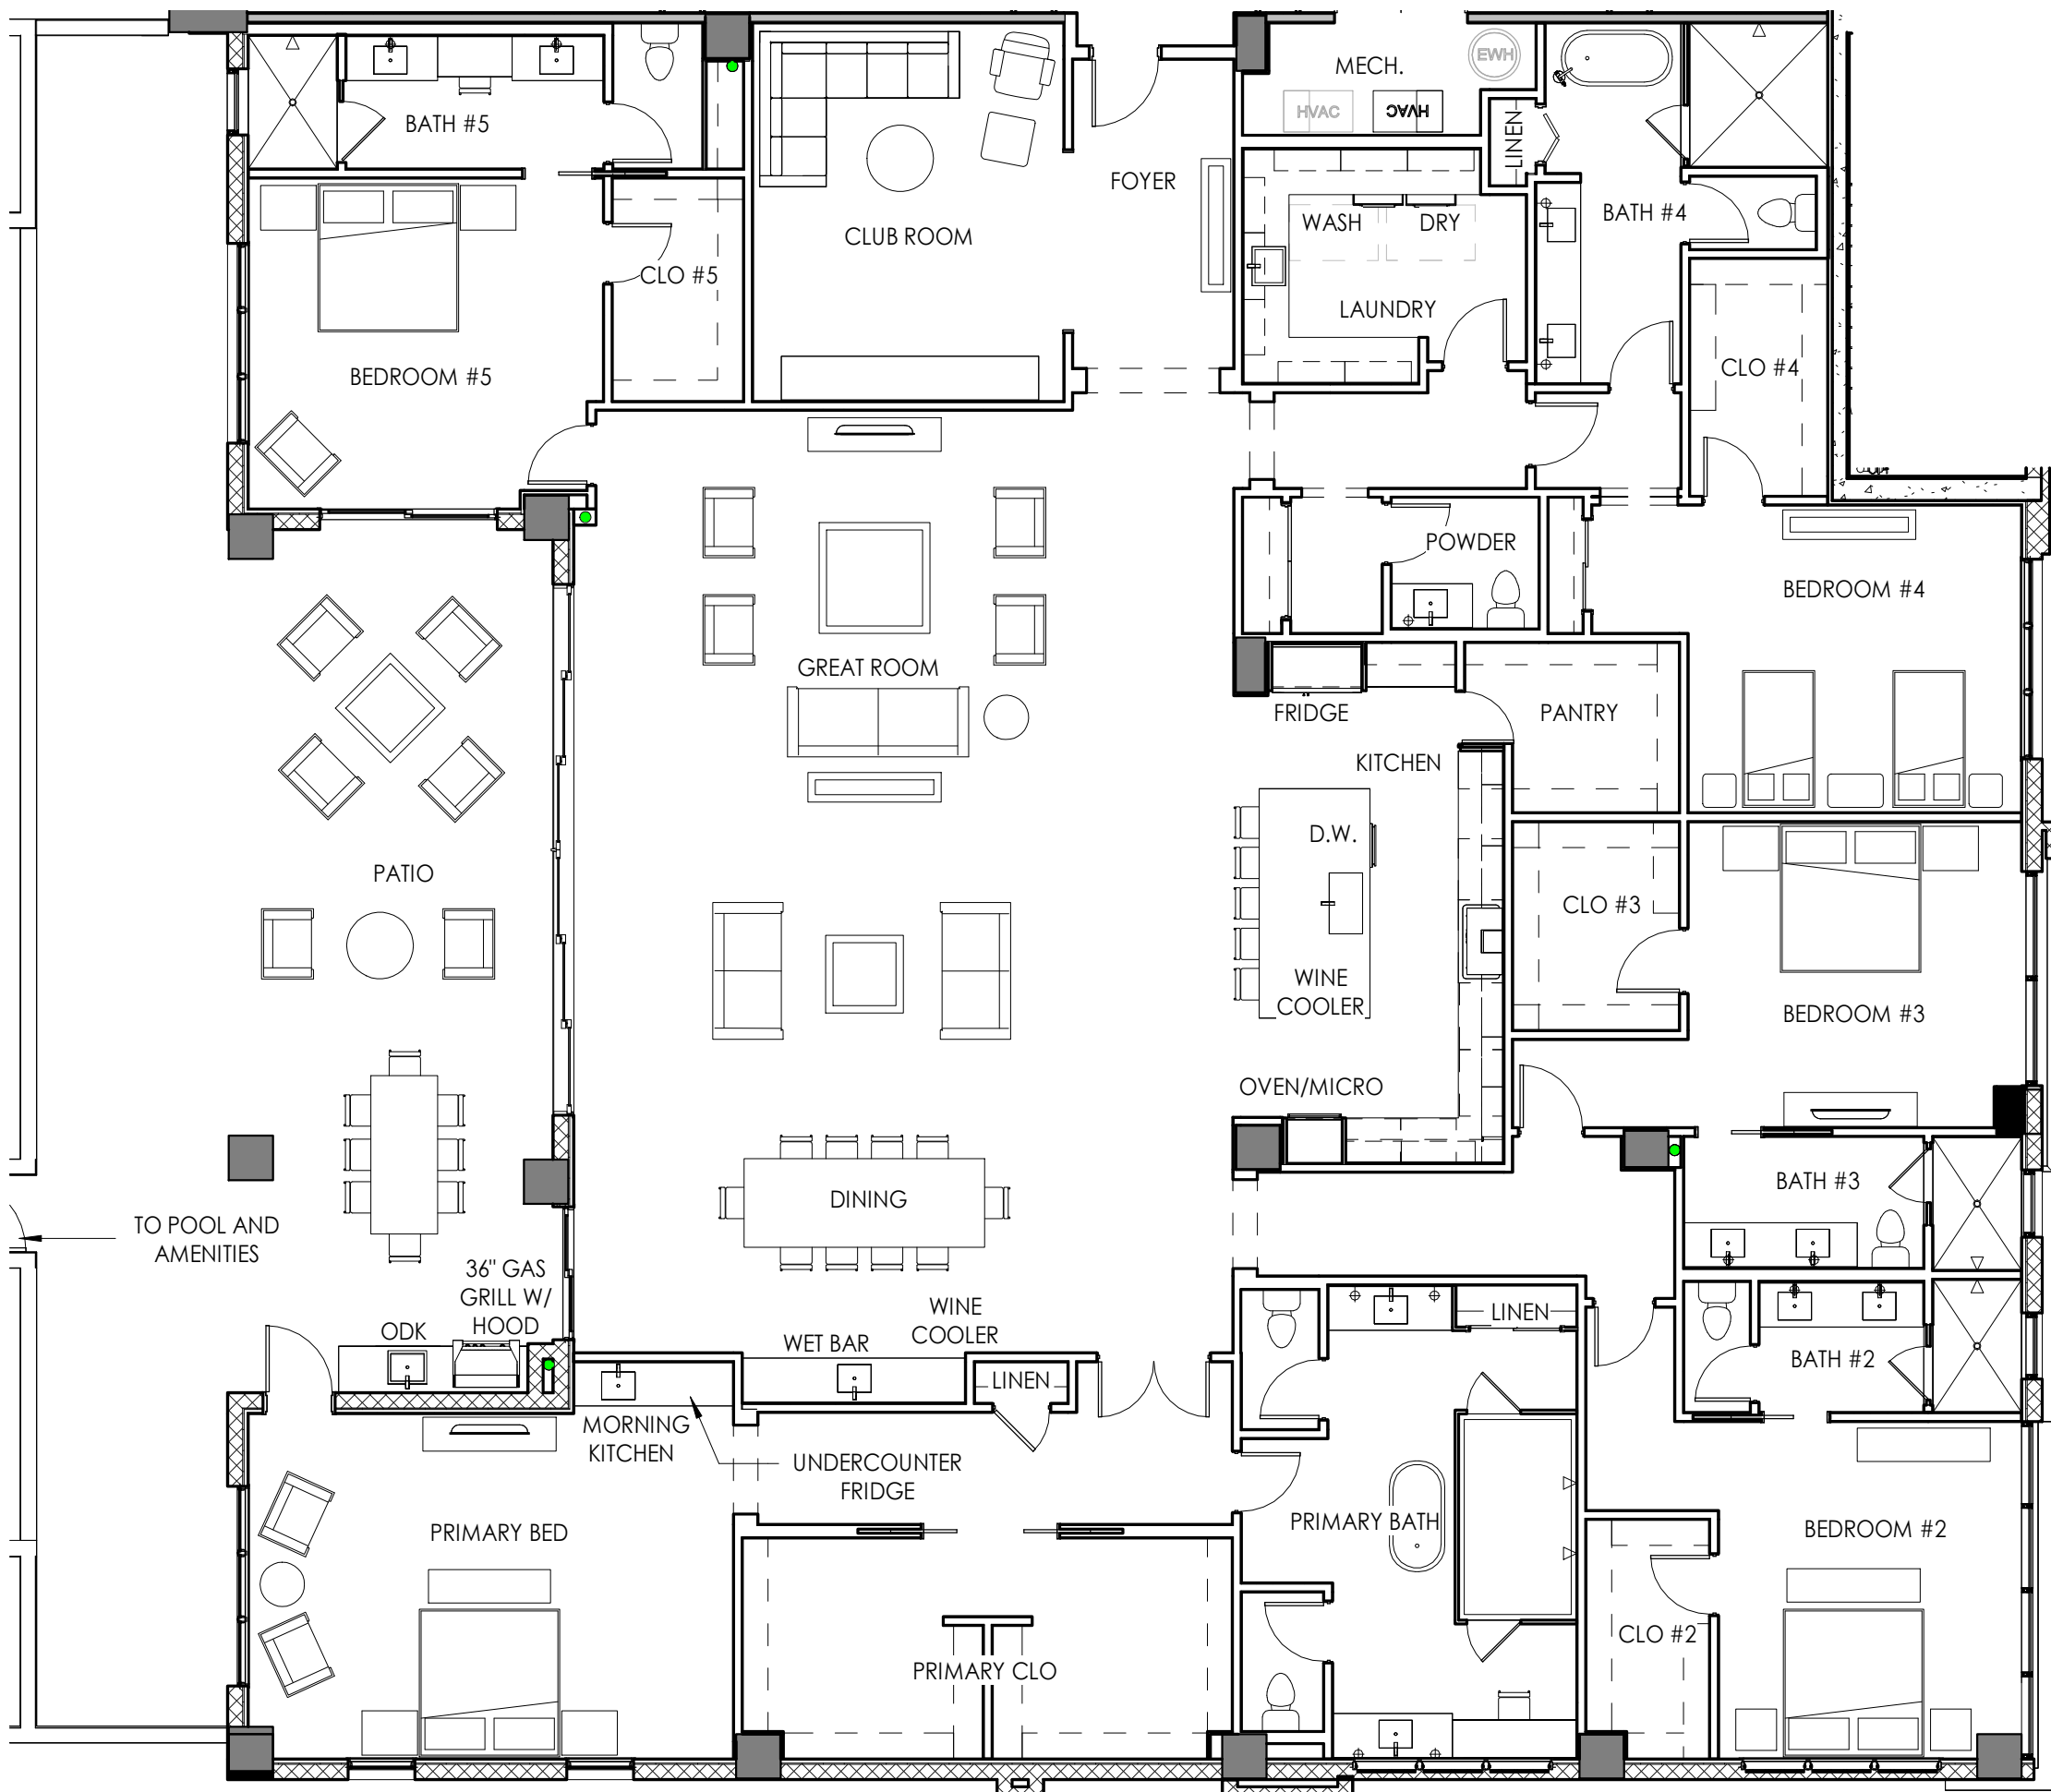 MECH.
EWH
HVAC
HVAC
BATH #5
LINEN
FOYER
WASH
DRY
BATH #4
CLUB ROOM
CLO #5
LAUNDRY
CLO #4
BEDROOM #5
POWDER
BEDROOM #4
GREAT ROOM
FRIDGE
PANTRY
KITCHEN
D.W.
PATIO
CLO #3
WINE
COOLER
BEDROOM #3
OVEN/MICRO
BATH #3
DINING
TO POOL AND
AMENITIES
36" GAS
GRILL W/
HOOD
ODK
WINE
COOLER
WET BAR
LINEN
BATH #2
LINEN
MORNING
KITCHEN
UNDERCOUNTER
FRIDGE
PRIMARY BED
PRIMARY BATH
BEDROOM #2
CLO #2
PRIMARY CLO